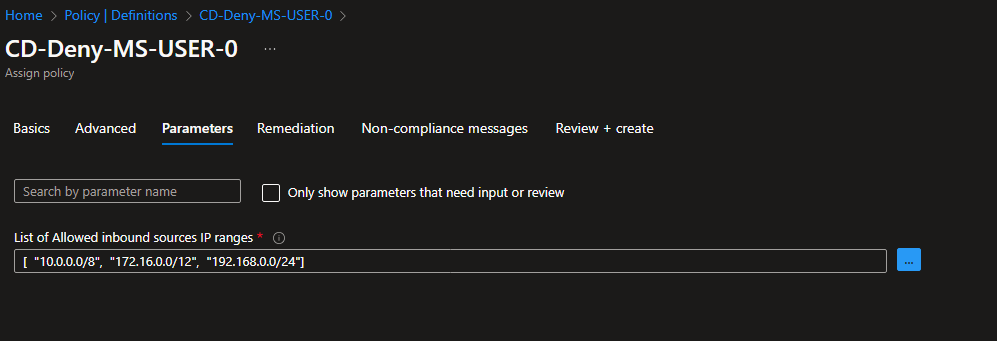 Home > Policy | Definitions > CD-Deny-MS-USER-0 >
CD-Deny-MS-USER-0 ...
Assign policy
Basics Advanced Parameters Remediation Non-compliance messages Review + create
Search by parameter name Only show parameters that need input or review
List of Allowed inbound sources IP ranges *
[ "10.0.0.0/8", "172.16.0.0/12", "192.168.0.0/24"] ...